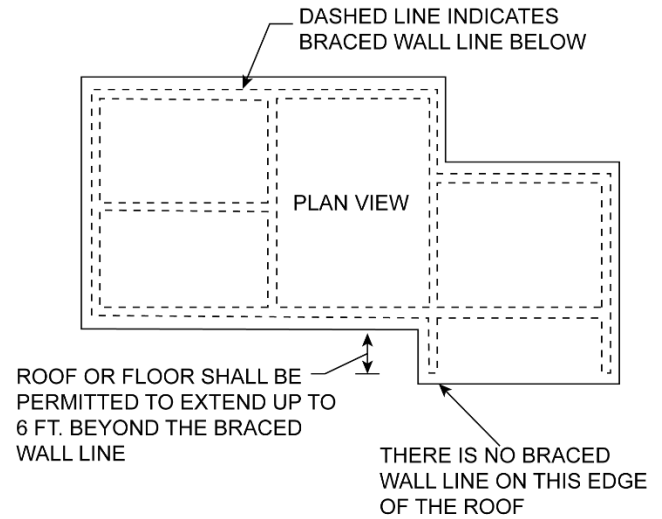 DASHED LINE INDICATES
BRACED WALL LINE BELOW
PLAN VIEW
ROOF OR FLOOR SHALL BE
PERMITTED TO EXTEND UP TO
6 FT. BEYOND THE BRACED
WALL LINE
THERE IS NO BRACED
WALL LINE ON THIS EDGE
OF THE ROOF